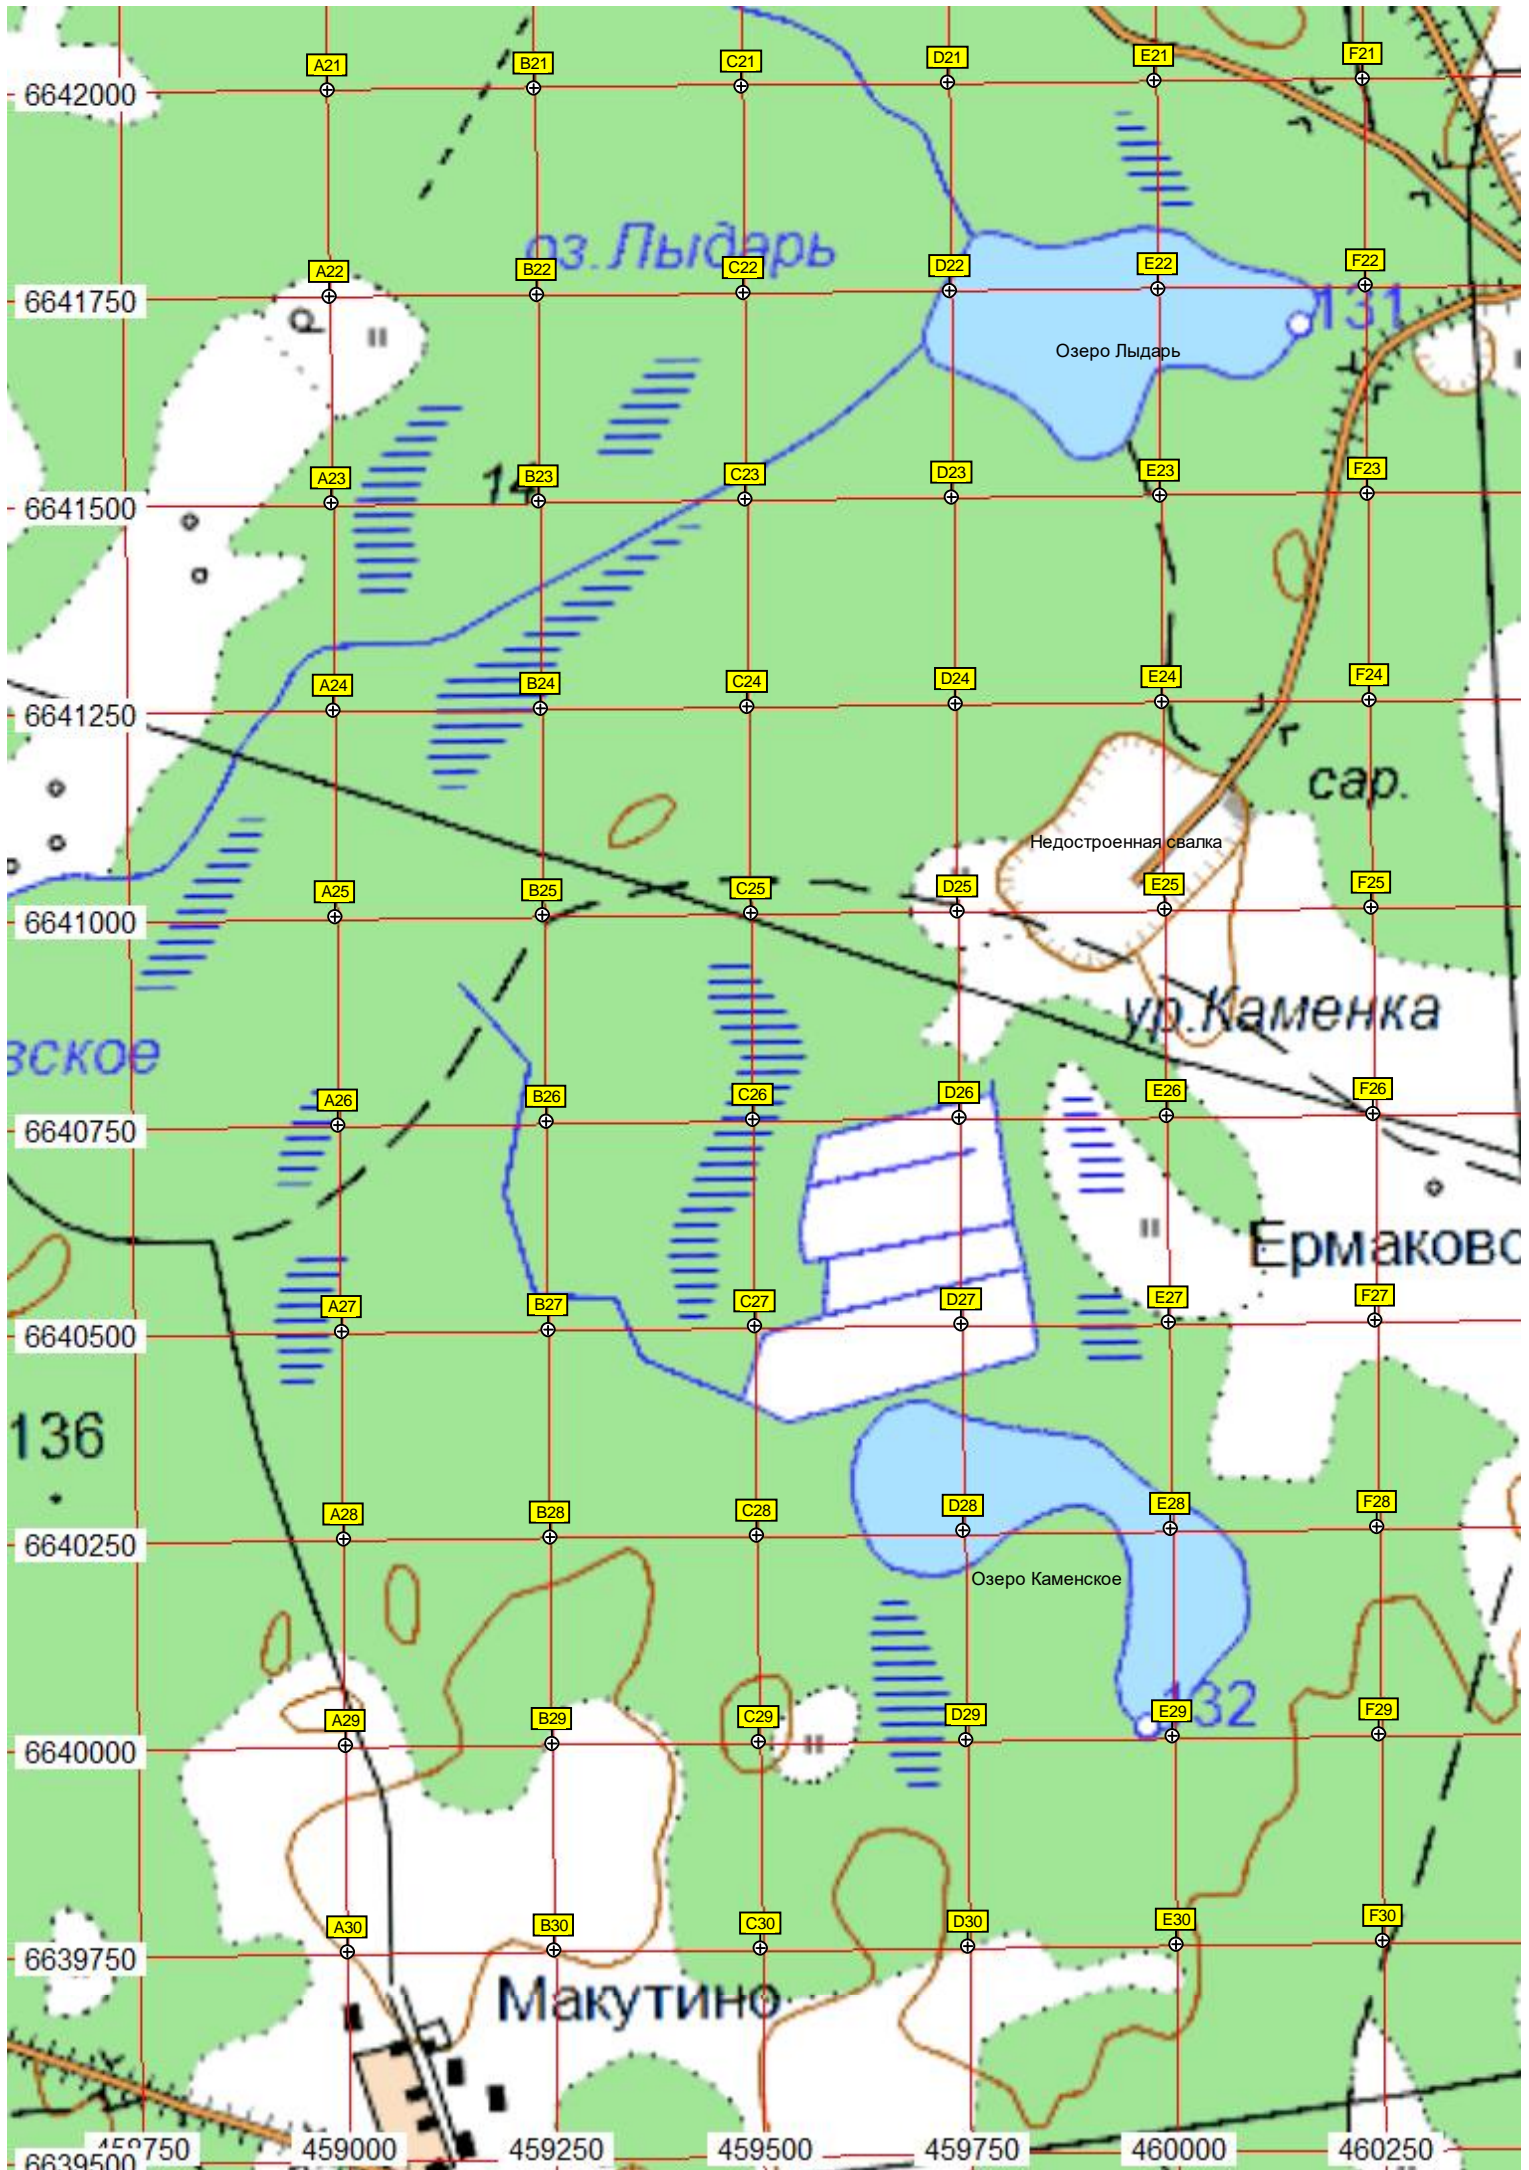 A21 B21 C21 D21 E21 F21
6642000
оз.Лыдарь
A22 B22 C22 D22 E22 F22
6641750
131
Озеро Лыдарь
A23 B23 C23 D23 E23 F23
14
6641500
A24 B24 C24 D24 E24 F24
6641250
сар.
Недостроенная свалка
A25 B25 C25 D25 E25 F25
6641000
ур.Каменка
вское
A26 B26 C26 D26 E26 F26
6640750
Ермаковс
A27 B27 C27 D27 E27 F27
6640500
136
A28 B28 C28 D28 E28 F28
6640250
Озеро Каменское
132
A29 B29 C29 D29 E29 F29
6640000
A30 B30 C30 D30 E30 F30
6639750
Макутино
459000 459250 459500 459750 460000 460250
6639500